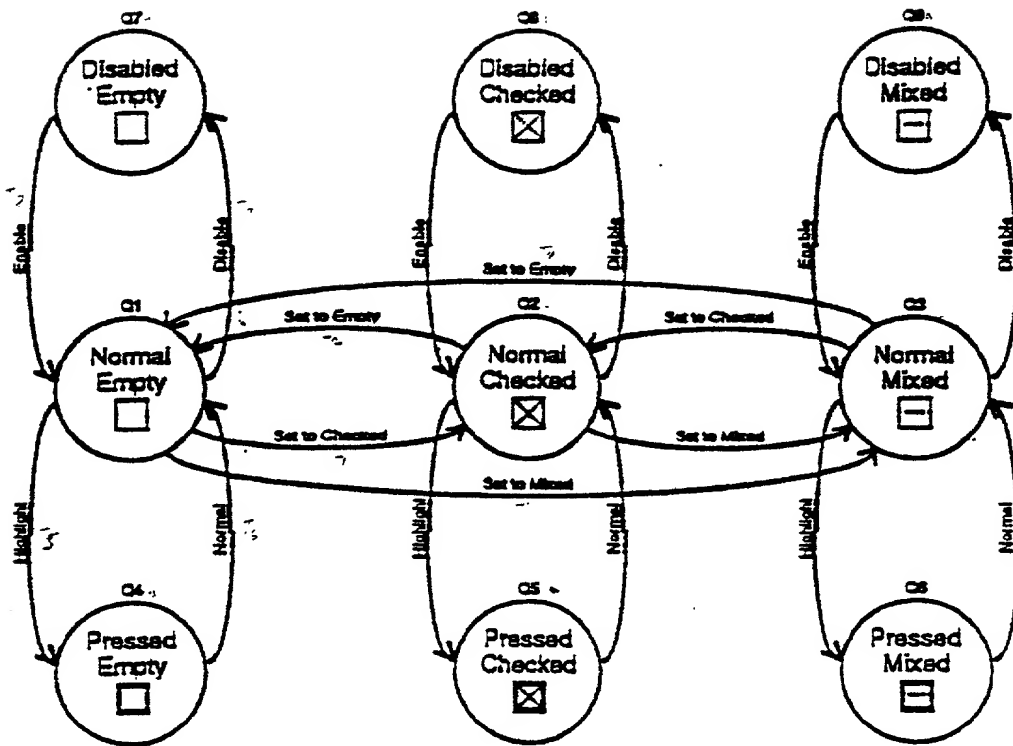 Q7
Q8
Q9
Disabled
Empty
Disabled
Checked
Disabled
Mixed
Enable
Disable
Enable
Disable
Enable
Disable
Set to Empty
Q1
Q2
Q3
Set to Empty
Set to Checked
Normal
Empty
Normal
Checked
Normal
Mixed
Set to Checked
Set to Mixed
Set to Mixed
Highlight
Normal
Highlight
Normal
Highlight
Normal
Q4
Q5
Q6
Pressed
Empty
Pressed
Checked
Pressed
Mixed